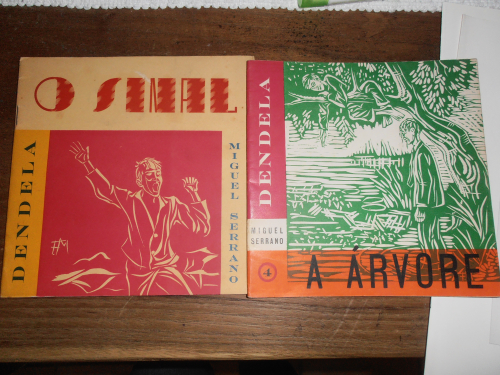 O SINAL
DENDELA
MIGUEL SERRANO
DENDELA
MIGUEL
SERRANO
4
A ÁRVORE